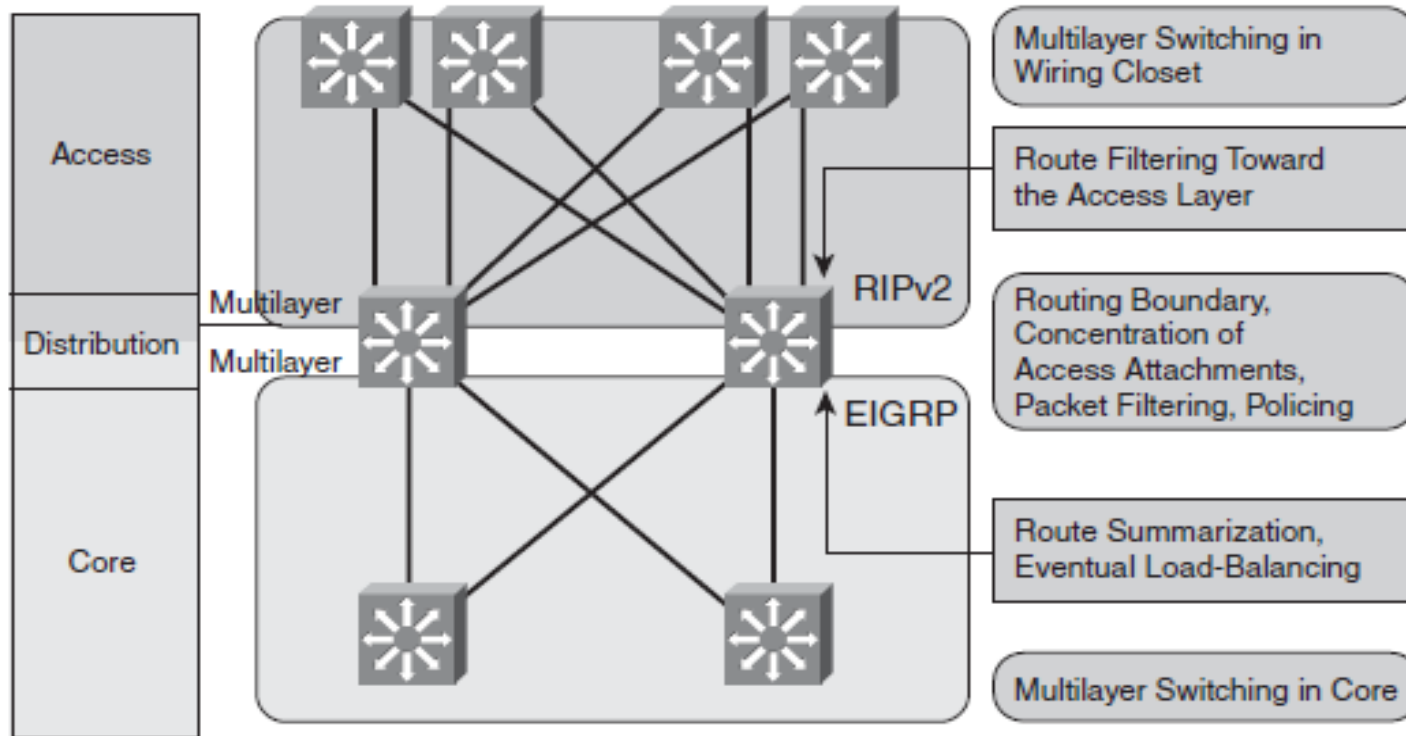 Access
Distribution
Core
Multilayer
Multilayer
RIPv2
EIGRP
Multilayer Switching in
Wiring Closet
Route Filtering Toward
the Access Layer
Routing Boundary,
Concentration of
Access Attachments,
Packet Filtering, Policing
Route Summarization,
Eventual Load-Balancing
Multilayer Switching in Core